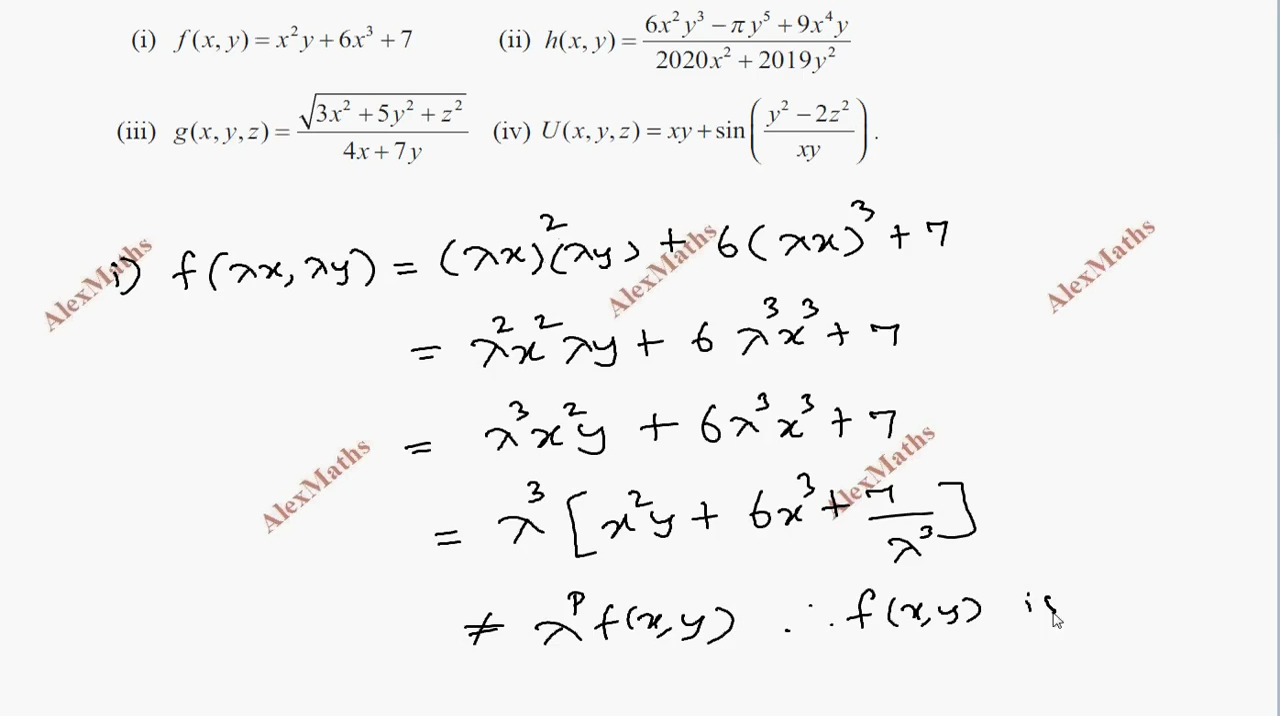 (i) f(x, y) = x²y + 6x³ + 7 (ii) h(x, y) = (6x²y³ − πy⁵ + 9x⁴y)/(2020x² + 2019y²)
(iii) g(x, y, z) = √(3x² + 5y² + z²)/(4x + 7y) (iv) U(x, y, z) = xy + sin((y² − 2z²)/xy).
i) f(λx, λy) = (λx)²(λy) + 6(λx)³ + 7
= λ²x²λy + 6λ³x³ + 7
= λ³x²y + 6λ³x³ + 7
= λ³[x²y + 6x³ + 7/λ³]
≠ λᵖ f(x, y) ∴ f(x, y) is
AlexMaths
AlexMaths
AlexMaths
AlexMaths
AlexMaths